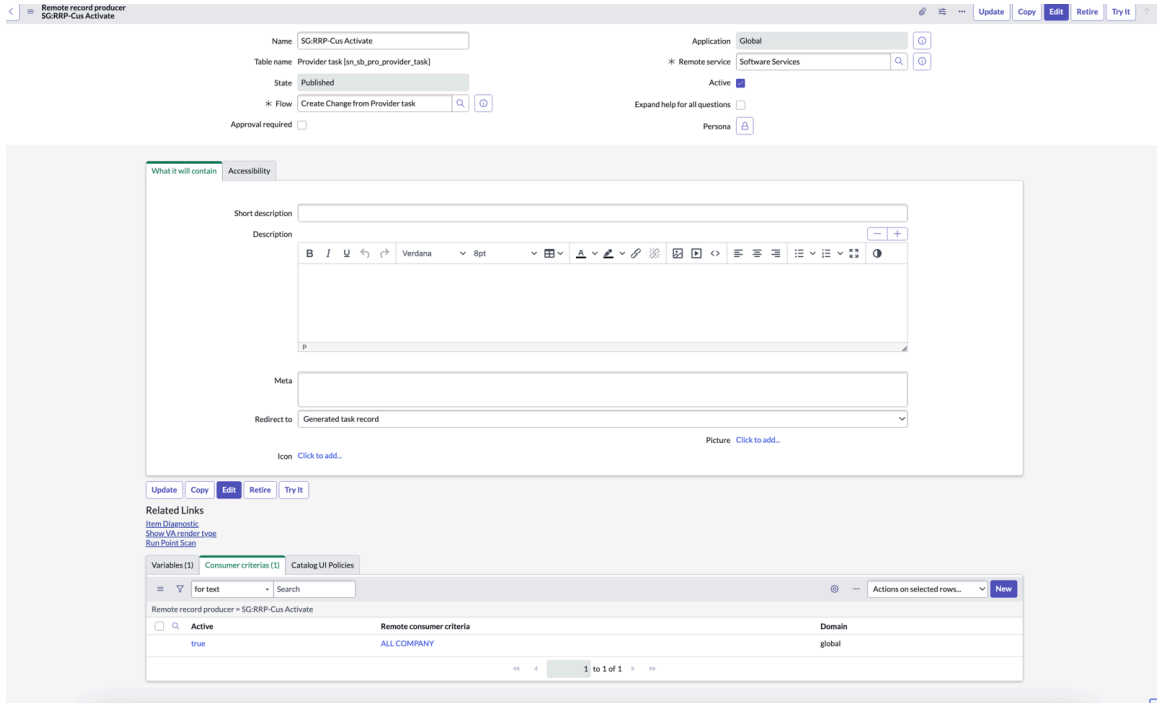 Remote record producer
SG:RRP-Cus Activate
Update Copy Edit Retire Try It
Name SG:RRP-Cus Activate
Application Global
Table name Provider task [sn_sb_pro_provider_task]
* Remote service Software Services
State Published
Active
* Flow Create Change from Provider task
Expand help for all questions
Approval required
Persona
What it will contain Accessibility
Short description
Description
B I U Verdana 8pt A
P
Meta
Redirect to Generated task record
Picture Click to add...
Icon Click to add...
Update Copy Edit Retire Try It
Related Links
Item Diagnostic
Show VA render type
Run Point Scan
Variables (1) Consumer criterias (1) Catalog UI Policies
for text Search Actions on selected rows... New
Remote record producer = SG:RRP-Cus Activate
Active Remote consumer criteria Domain
true ALL COMPANY global
1 to 1 of 1